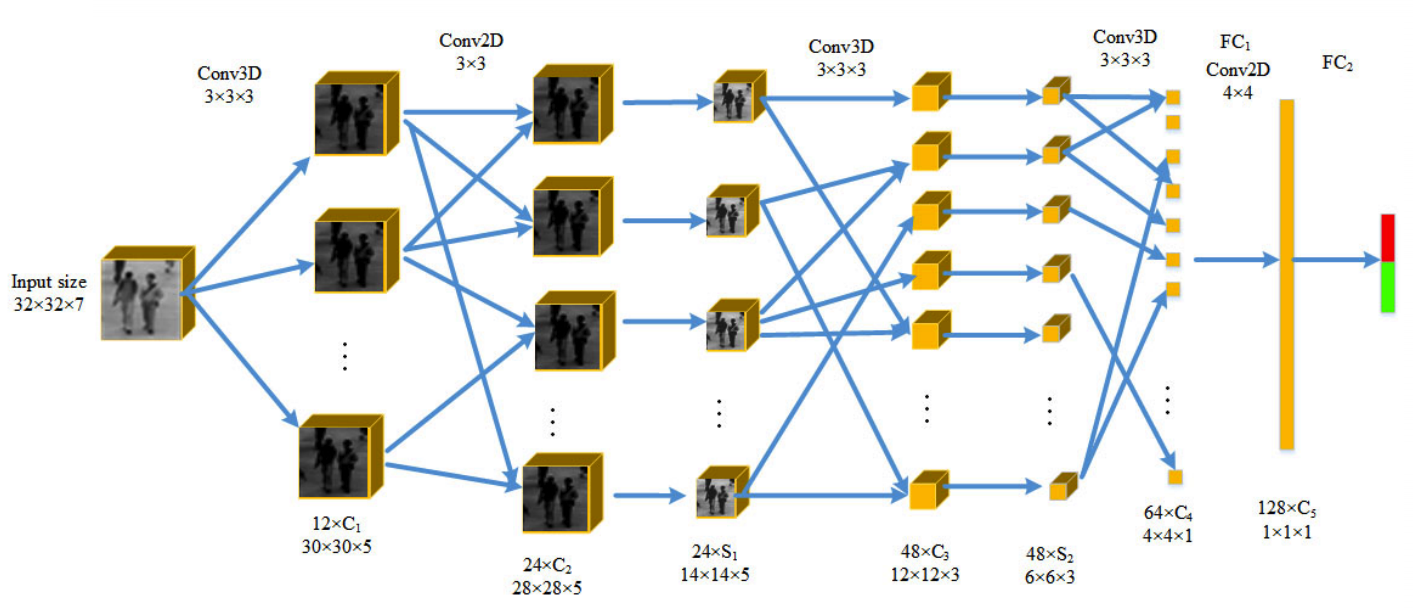 Input size
32×32×7
Conv3D
3×3×3
Conv2D
3×3
Conv3D
3×3×3
Conv3D
3×3×3
FC₁
Conv2D
4×4
FC₂
12×C₁
30×30×5
24×C₂
28×28×5
24×S₁
14×14×5
48×C₃
12×12×3
48×S₂
6×6×3
64×C₄
4×4×1
128×C₅
1×1×1